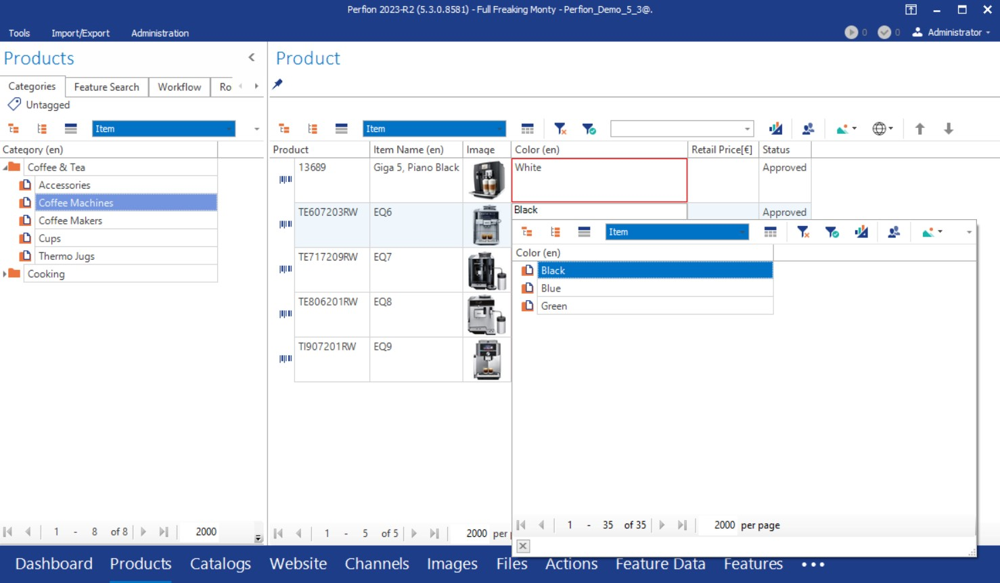 Perfion 2023-R2 (5.3.0.8581) - Full Freaking Monty - Perfion_Demo_5_3@.
Tools Import/Export Administration 0 0 Administrator
Products
Categories Feature Search Workflow Ro
Untagged
Item
Category (en)
Coffee & Tea
Accessories
Coffee Machines
Coffee Makers
Cups
Thermo Jugs
Cooking
1 - 8 of 8 2000
Product
Item
Product Item Name (en) Image Color (en) Retail Price[€] Status
13689 Giga 5, Piano Black White Approved
TE607203RW EQ6 Black Approved
TE717209RW EQ7
TE806201RW EQ8
TI907201RW EQ9
1 - 5 of 5 2000 per
Item
Color (en)
Black
Blue
Green
1 - 35 of 35 2000 per page
Dashboard Products Catalogs Website Channels Images Files Actions Feature Data Features